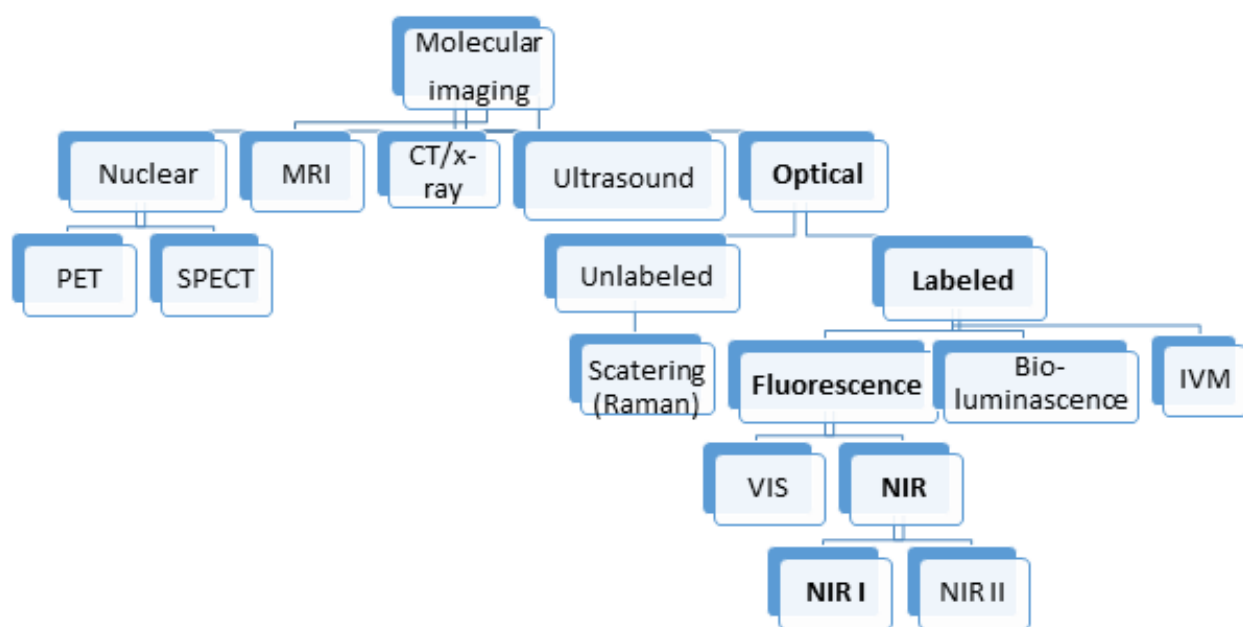 Molecular
imaging
Nuclear
MRI
CT/x-
ray
Ultrasound
Optical
PET
SPECT
Unlabeled
Labeled
Scatering
(Raman)
Fluorescence
Bio-
luminascence
IVM
VIS
NIR
NIR I
NIR II